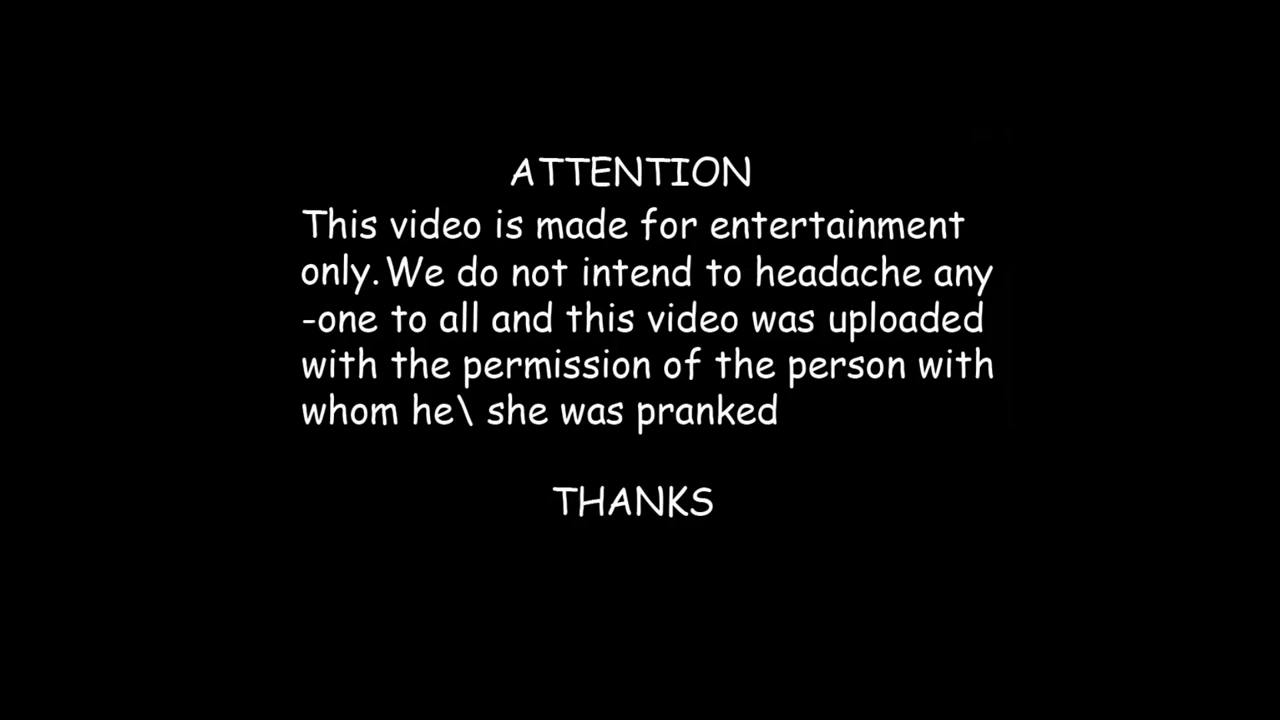 ATTENTION
This video is made for entertainment
only. We do not intend to headache any
-one to all and this video was uploaded
with the permission of the person with
whom he\ she was pranked
THANKS